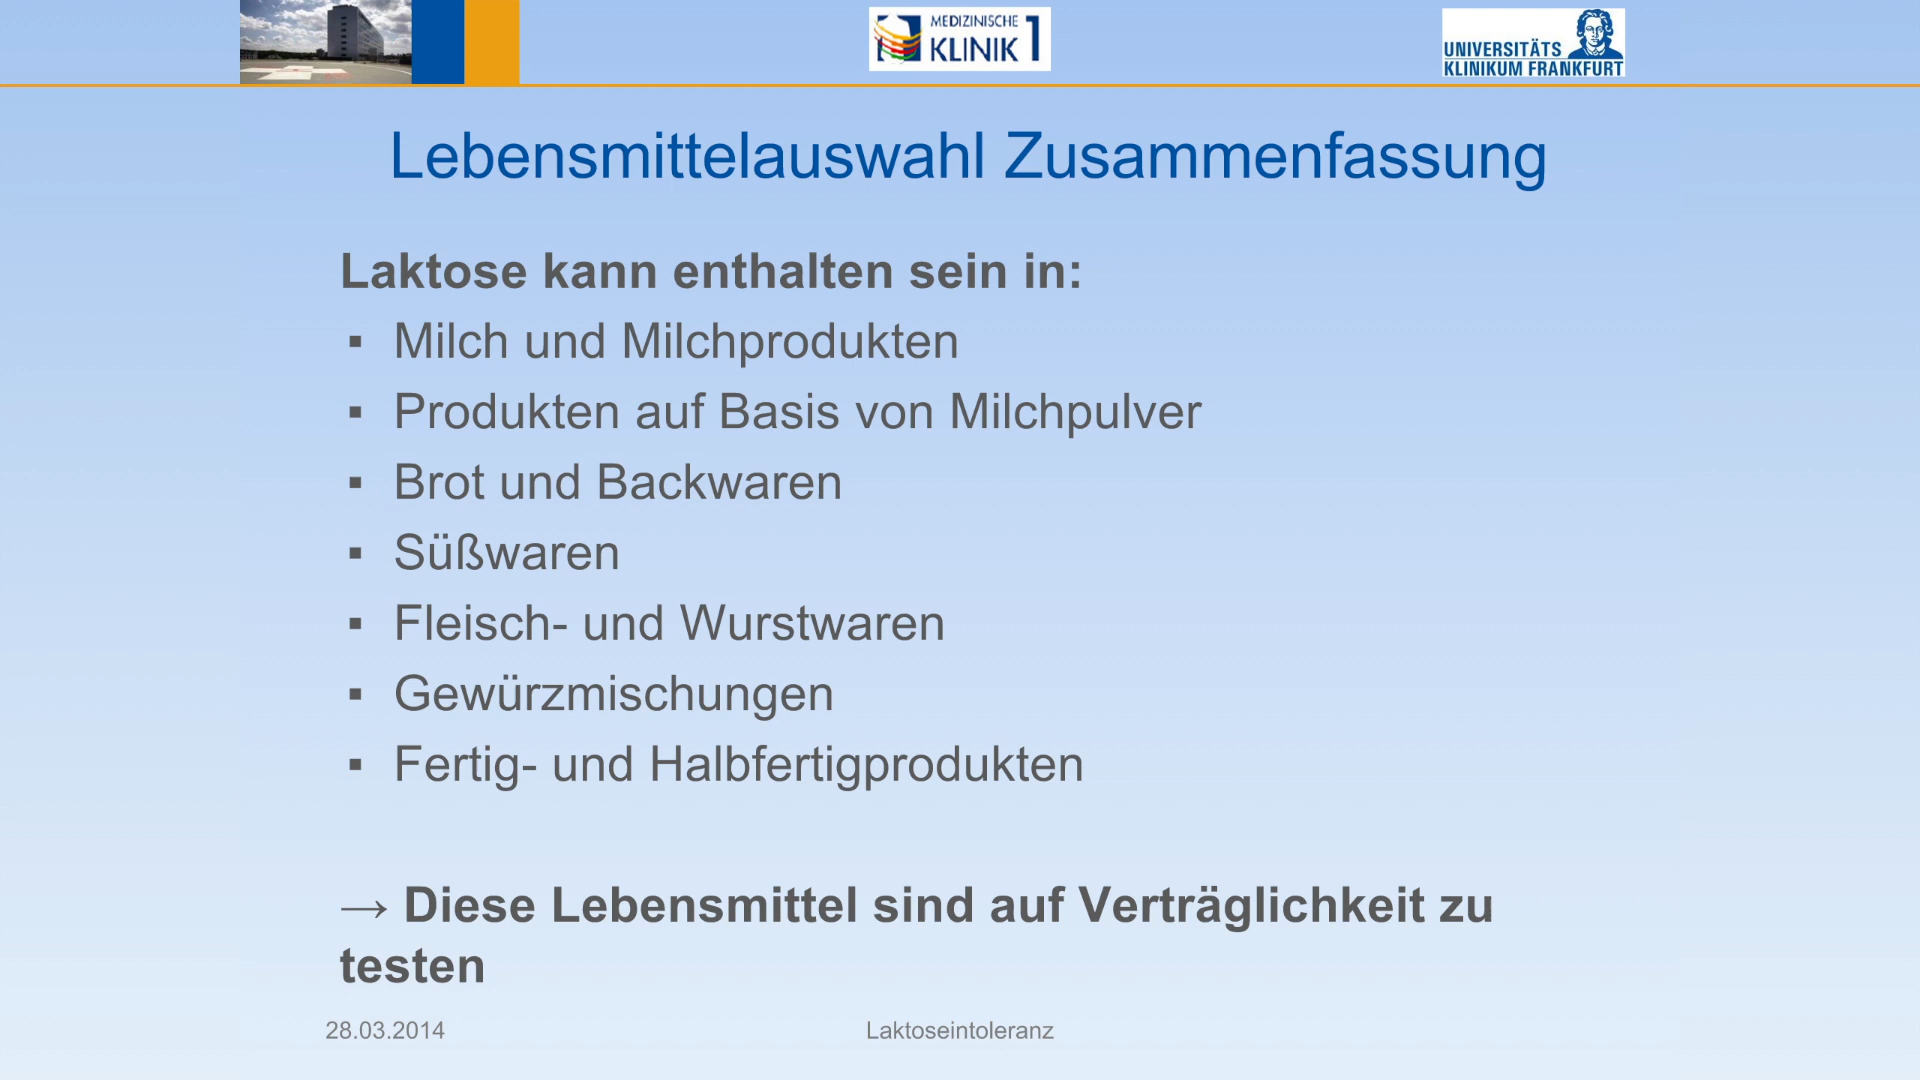 MEDIZINISCHE
KLINIK 1
UNIVERSITÄTS
KLINIKUM FRANKFURT
Lebensmittelauswahl Zusammenfassung
Laktose kann enthalten sein in:
▪ Milch und Milchprodukten
▪ Produkten auf Basis von Milchpulver
▪ Brot und Backwaren
▪ Süßwaren
▪ Fleisch- und Wurstwaren
▪ Gewürzmischungen
▪ Fertig- und Halbfertigprodukten
→ Diese Lebensmittel sind auf Verträglichkeit zu
testen
28.03.2014
Laktoseintoleranz